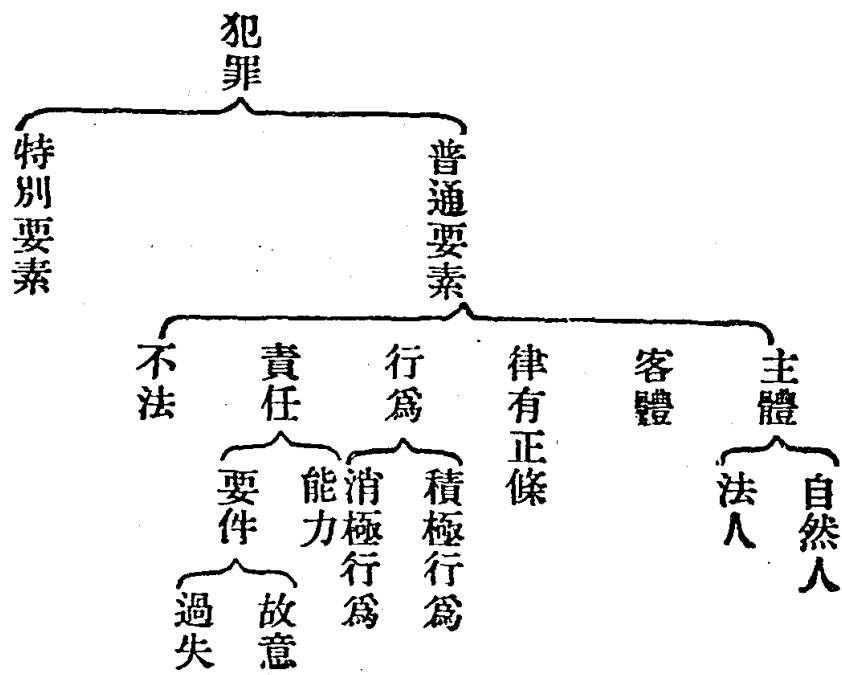 犯罪
普通要素
特別要素
主體
客體
律有正條
行爲
責任
不法
自然人
法人
積極行爲
消極行爲
能力
要件
故意
過失